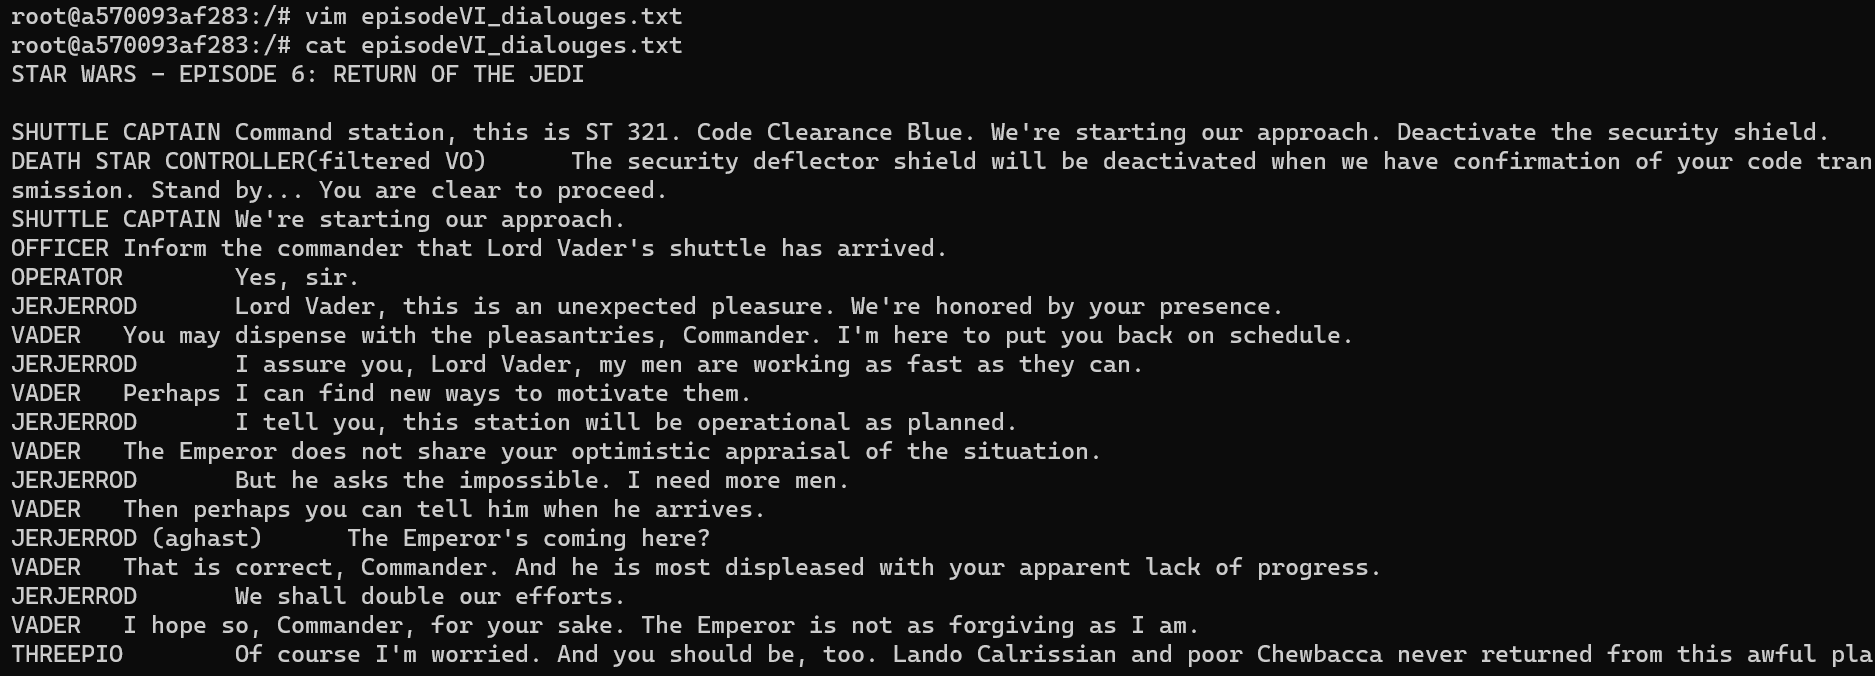 root@a570093af283:/# vim episodeVI_dialouges.txt
root@a570093af283:/# cat episodeVI_dialouges.txt
STAR WARS - EPISODE 6: RETURN OF THE JEDI

SHUTTLE CAPTAIN Command station, this is ST 321. Code Clearance Blue. We're starting our approach. Deactivate the security shield.
DEATH STAR CONTROLLER(filtered VO)      The security deflector shield will be deactivated when we have confirmation of your code tran
smission. Stand by... You are clear to proceed.
SHUTTLE CAPTAIN We're starting our approach.
OFFICER Inform the commander that Lord Vader's shuttle has arrived.
OPERATOR        Yes, sir.
JERJERROD       Lord Vader, this is an unexpected pleasure. We're honored by your presence.
VADER   You may dispense with the pleasantries, Commander. I'm here to put you back on schedule.
JERJERROD       I assure you, Lord Vader, my men are working as fast as they can.
VADER   Perhaps I can find new ways to motivate them.
JERJERROD       I tell you, this station will be operational as planned.
VADER   The Emperor does not share your optimistic appraisal of the situation.
JERJERROD       But he asks the impossible. I need more men.
VADER   Then perhaps you can tell him when he arrives.
JERJERROD (aghast)      The Emperor's coming here?
VADER   That is correct, Commander. And he is most displeased with your apparent lack of progress.
JERJERROD       We shall double our efforts.
VADER   I hope so, Commander, for your sake. The Emperor is not as forgiving as I am.
THREEPIO        Of course I'm worried. And you should be, too. Lando Calrissian and poor Chewbacca never returned from this awful pla